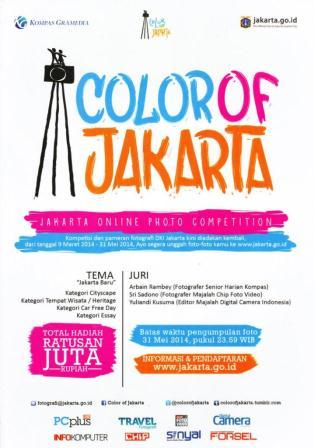 KOMPAS GRAMEDIA
jakarta.go.id
COLOR OF
JAKARTA
JAKARTA ONLINE PHOTO COMPETITION
Kompetisi dan pameran fotografi DKI Jakarta kini diadakan kembali,
dari tanggal 9 Maret 2014 - 31 Mei 2014, Ayo segera unggah foto-foto kamu ke www.jakarta.go.id
TEMA
"Jakarta Baru"
Kategori Cityscape
Kategori Tempat Wisata / Heritage
Kategori Car Free Day
Kategori Essay
JURI
Arbain Rambey (Fotografer Senior Harian Kompas)
Sri Sadono (Fotografer Majalah Chip Foto Video)
Yuliandi Kusuma (Editor Majalah Digital Camera Indonesia)
TOTAL HADIAH
RATUSAN
JUTA
RUPIAH
Batas waktu pengumpulan foto
31 Mei 2014, pukul 23.59 WIB
INFORMASI & PENDAFTARAN
www.jakarta.go.id
fotografi@jakarta.go.id
Color of Jakarta
@colorofjakarta
colorofjakarta.tumblr.com
PCplus
TRAVEL
digital Camera
INFOKOMPUTER
CHIP
SINYAL
FORSEL